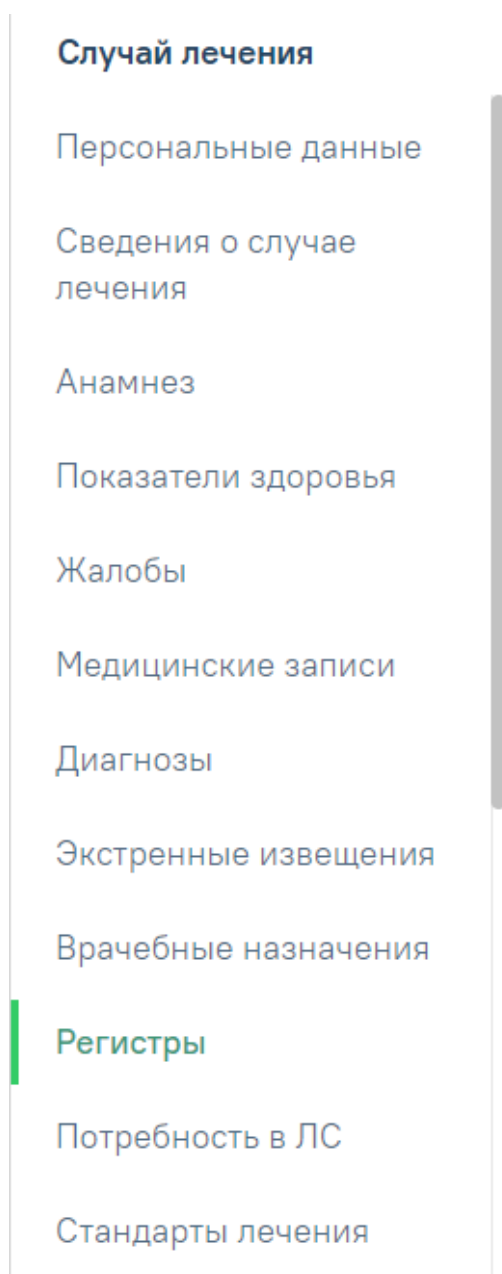 Случай лечения
Персональные данные
Сведения о случае
лечения
Анамнез
Показатели здоровья
Жалобы
Медицинские записи
Диагнозы
Экстренные извещения
Врачебные назначения
Регистры
Потребность в ЛС
Стандарты лечения